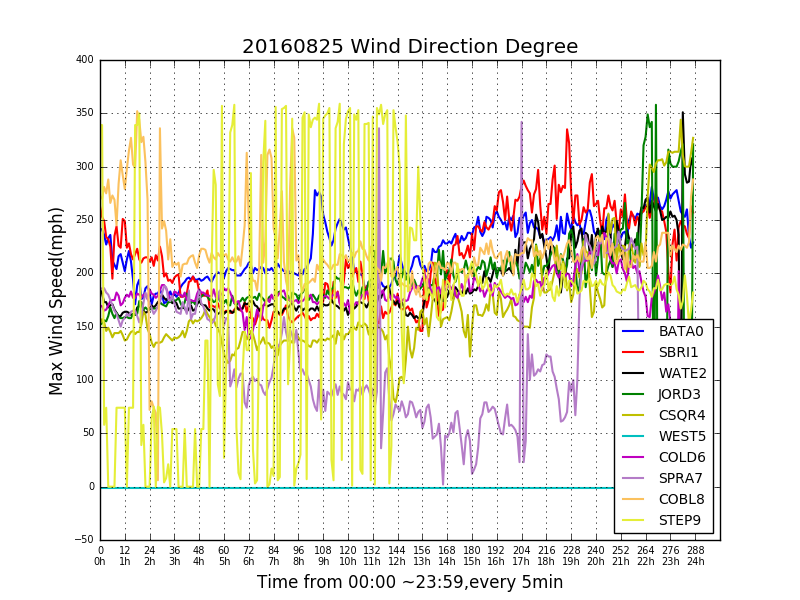 20160825 Wind Direction Degree
Max Wind Speed(mph)
400
350
300
250
200
150
100
50
0
−50
BATA0
SBRI1
WATE2
JORD3
CSQR4
WEST5
COLD6
SPRA7
COBL8
STEP9
0 12 24 36 48 60 72 84 96 108 120 132 144 156 168 180 192 204 216 228 240 252 264 276 288
0h 1h 2h 3h 4h 5h 6h 7h 8h 9h 10h 11h 12h 13h 14h 15h 16h 17h 18h 19h 20h 21h 22h 23h 24h
Time from 00:00 ~23:59,every 5min